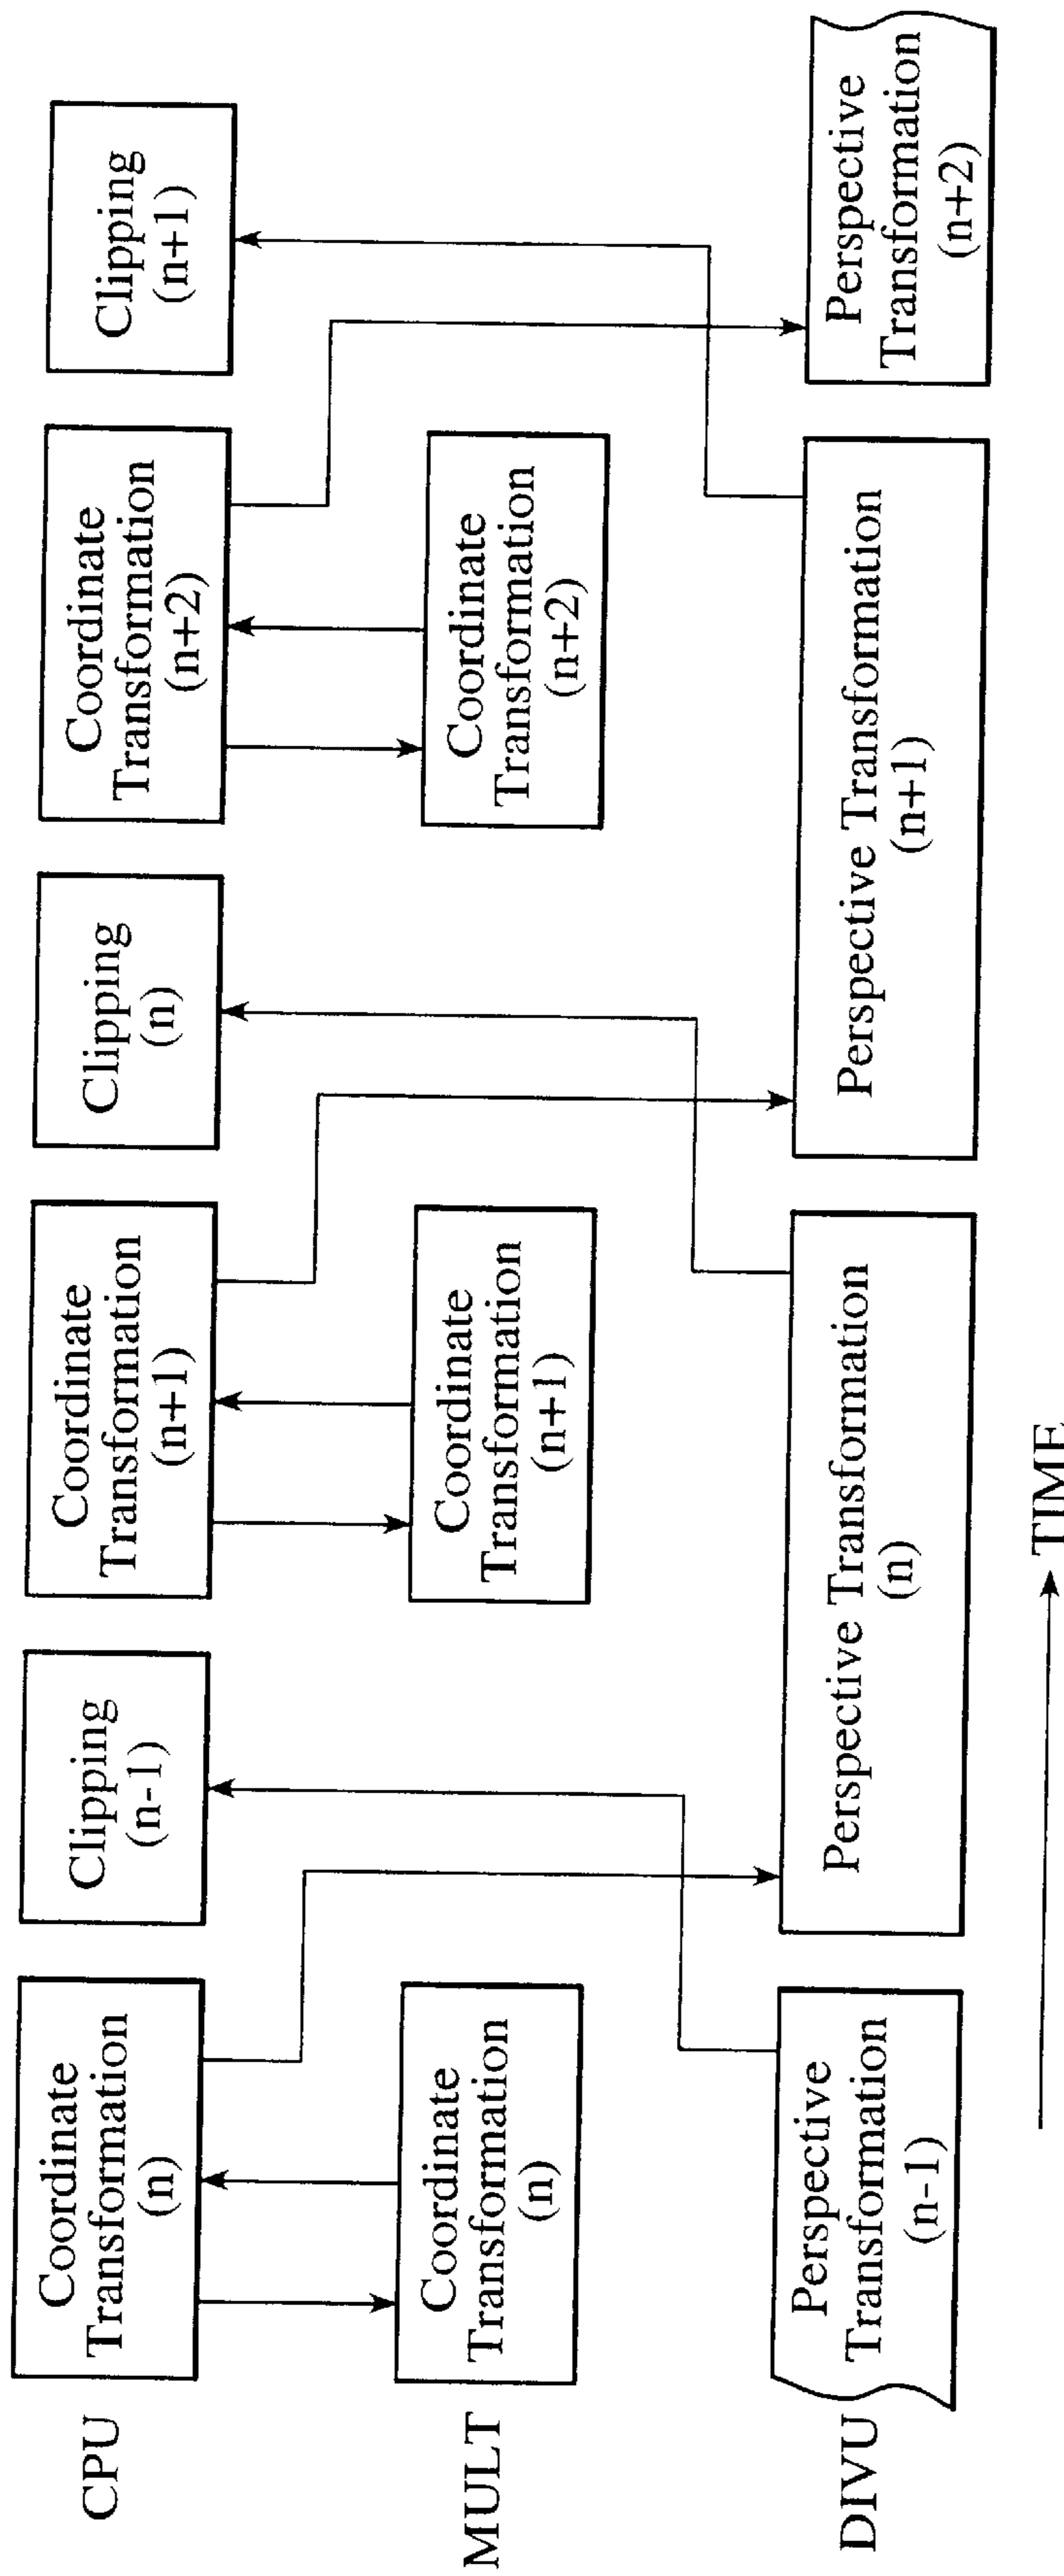 CPU
Coordinate
Transformation
(n)
Clipping
(n-1)
Coordinate
Transformation
(n+1)
Clipping
(n)
Coordinate
Transformation
(n+2)
Clipping
(n+1)
MULT
Coordinate
Transformation
(n)
Coordinate
Transformation
(n+1)
Coordinate
Transformation
(n+2)
DIVU
Perspective
Transformation
(n-1)
Perspective Transformation
(n)
Perspective Transformation
(n+1)
Perspective
Transformation
(n+2)
TIME